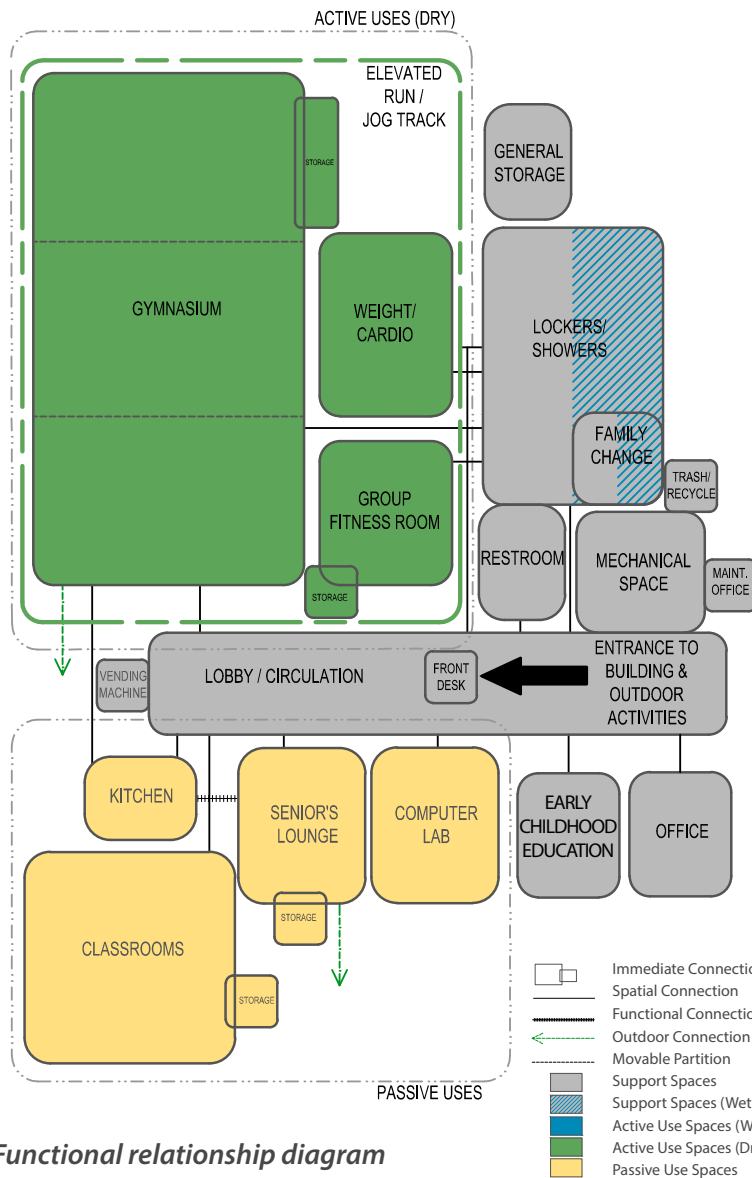 ACTIVE USES (DRY)
ELEVATED
RUN /
JOG TRACK
STORAGE
GENERAL
STORAGE
GYMNASIUM
WEIGHT/
CARDIO
LOCKERS/
SHOWERS
FAMILY
CHANGE
TRASH/
RECYCLE
GROUP
FITNESS ROOM
STORAGE
RESTROOM
MECHANICAL
SPACE
MAINT.
OFFICE
VENDING
MACHINE
LOBBY / CIRCULATION
FRONT
DESK
ENTRANCE TO
BUILDING &
OUTDOOR
ACTIVITIES
KITCHEN
SENIOR'S
LOUNGE
COMPUTER
LAB
EARLY
CHILDHOOD
EDUCATION
OFFICE
STORAGE
CLASSROOMS
STORAGE
PASSIVE USES
Immediate Connectio
Spatial Connection
Functional Connectio
Outdoor Connection
Movable Partition
Support Spaces
Support Spaces (Wet
Active Use Spaces (W
Active Use Spaces (Dr
Passive Use Spaces
Functional relationship diagram